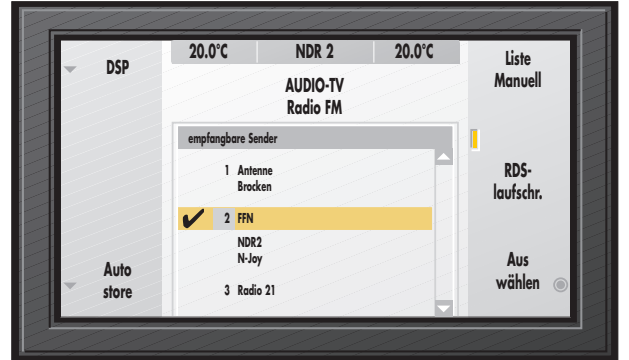 20.0°C NDR 2 20.0°C
DSP
Liste
Manuell
AUDIO-TV
Radio FM
empfangbare Sender
1 Antenne
Brocken
RDS-
laufschr.
2 FFN
NDR2
N-Joy
3 Radio 21
Auto
store
Aus
wählen